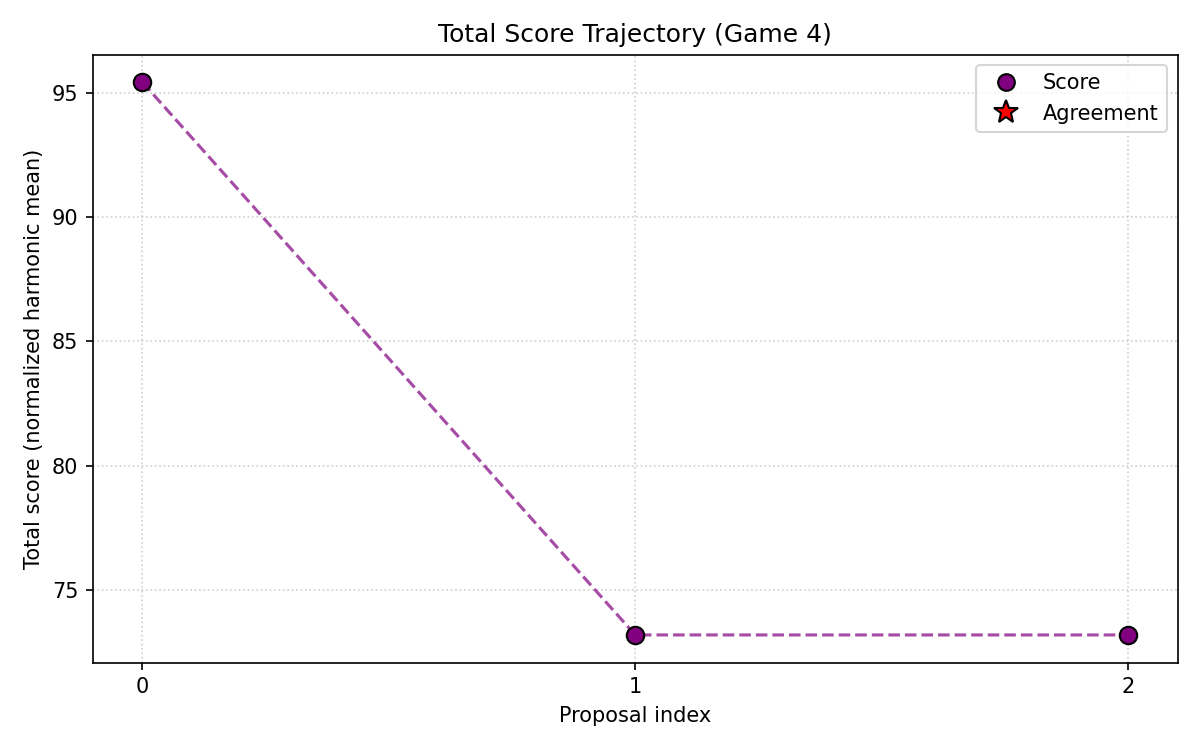 Total Score Trajectory (Game 4)
Score
Agreement
Total score (normalized harmonic mean)
95
90
85
80
75
0 1 2
Proposal index